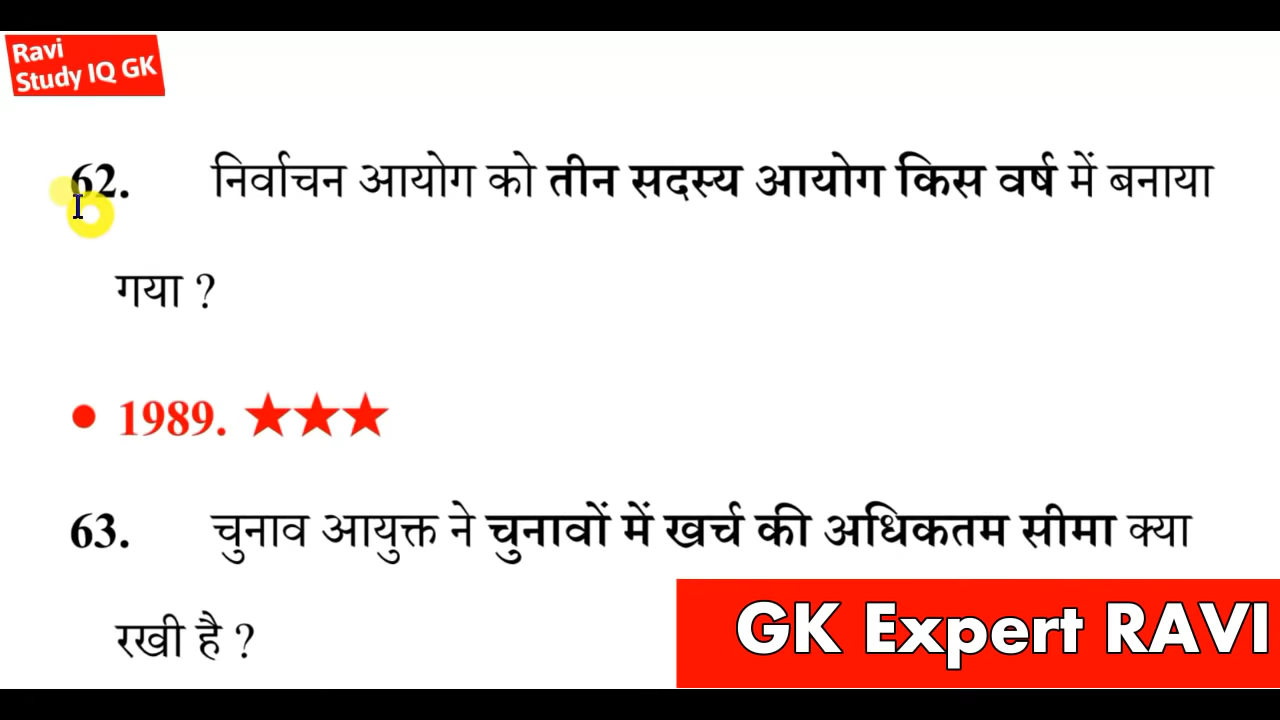 Ravi
Study IQ GK
62. निर्वाचन आयोग को तीन सदस्य आयोग किस वर्ष में बनाया
गया ?
• 1989. ★★★
63. चुनाव आयुक्त ने चुनावों में खर्च की अधिकतम सीमा क्या
रखी है ?
GK Expert RAVI